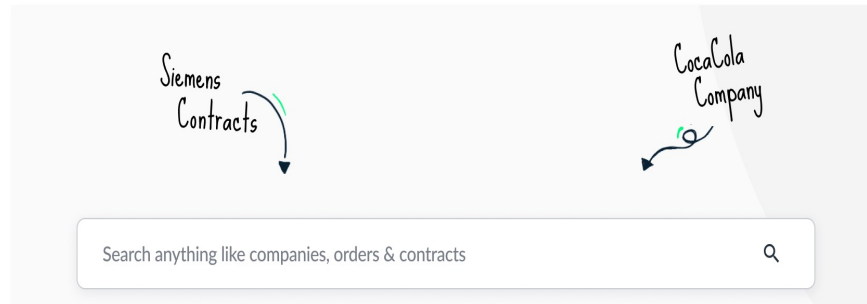 Siemens
Contracts
CocaCola
Company
Search anything like companies, orders & contracts